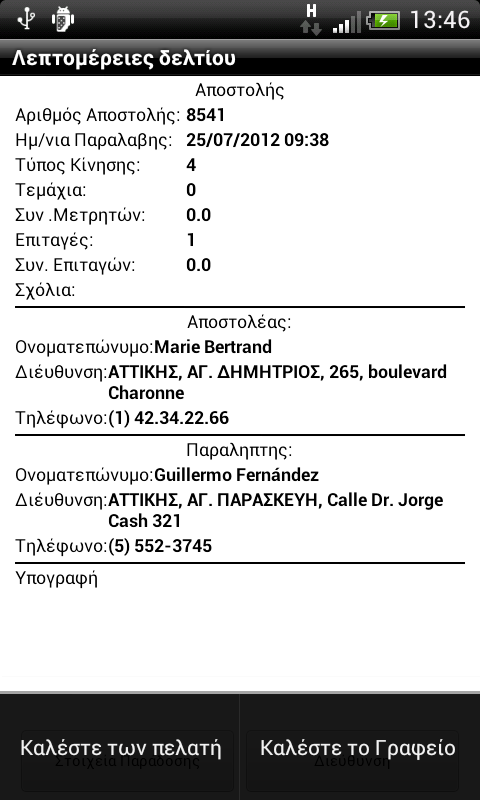 H
13:46
Λεπτομέρειες δελτίου
Αποστολής
Αριθμός Αποστολής: 8541
Ημ/νια Παραλαβης: 25/07/2012 09:38
Τύπος Κίνησης: 4
Τεμάχια: 0
Συν .Μετρητών: 0.0
Επιταγές: 1
Συν. Επιταγών: 0.0
Σχόλια:
Αποστολέας:
Ονοματεπώνυμο:Marie Bertrand
Διέυθυνση:ΑΤΤΙΚΗΣ, ΑΓ. ΔΗΜΗΤΡΙΟΣ, 265, boulevard
Charonne
Τηλέφωνο:(1) 42.34.22.66
Παραληπτης:
Ονοματεπώνυμο:Guillermo Fernández
Διέυθυνση:ΑΤΤΙΚΗΣ, ΑΓ. ΠΑΡΑΣΚΕΥΗ, Calle Dr. Jorge
Cash 321
Τηλέφωνο:(5) 552-3745
Υπογραφή
Καλέστε των πελατή
Καλέστε το Γραφείο
Στοιχεία Παράδοσης
Διεύθυνση